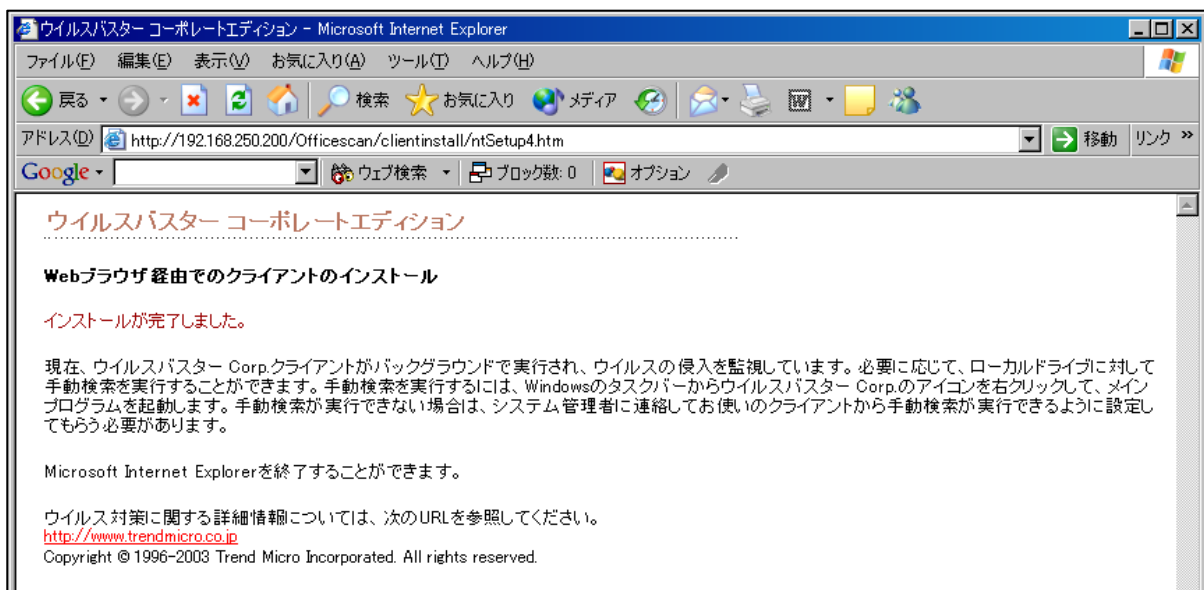 ウイルスバスター コーポレートエディション - Microsoft Internet Explorer
ファイル(F) 編集(E) 表示(V) お気に入り(A) ツール(T) ヘルプ(H)
戻る 検索 お気に入り メディア
アドレス(D) http://192.168.250.200/Officescan/clientinstall/ntSetup4.htm 移動 リンク »
Google ウェブ検索 ブロック数: 0 オプション
ウイルスバスター コーポレートエディション
Webブラウザ経由でのクライアントのインストール
インストールが完了しました。
現在、ウイルスバスター Corp.クライアントがバックグラウンドで実行され、ウイルスの侵入を監視しています。必要に応じて、ローカルドライブに対して
手動検索を実行することができます。手動検索を実行するには、Windowsのタスクバーからウイルスバスター Corp.のアイコンを右クリックして、メイン
プログラムを起動します。手動検索が実行できない場合は、システム管理者に連絡してお使いのクライアントから手動検索が実行できるように設定し
てもらう必要があります。
Microsoft Internet Explorerを終了することができます。
ウイルス対策に関する詳細情報については、次のURLを参照してください。
http://www.trendmicro.co.jp
Copyright © 1996-2003 Trend Micro Incorporated. All rights reserved.